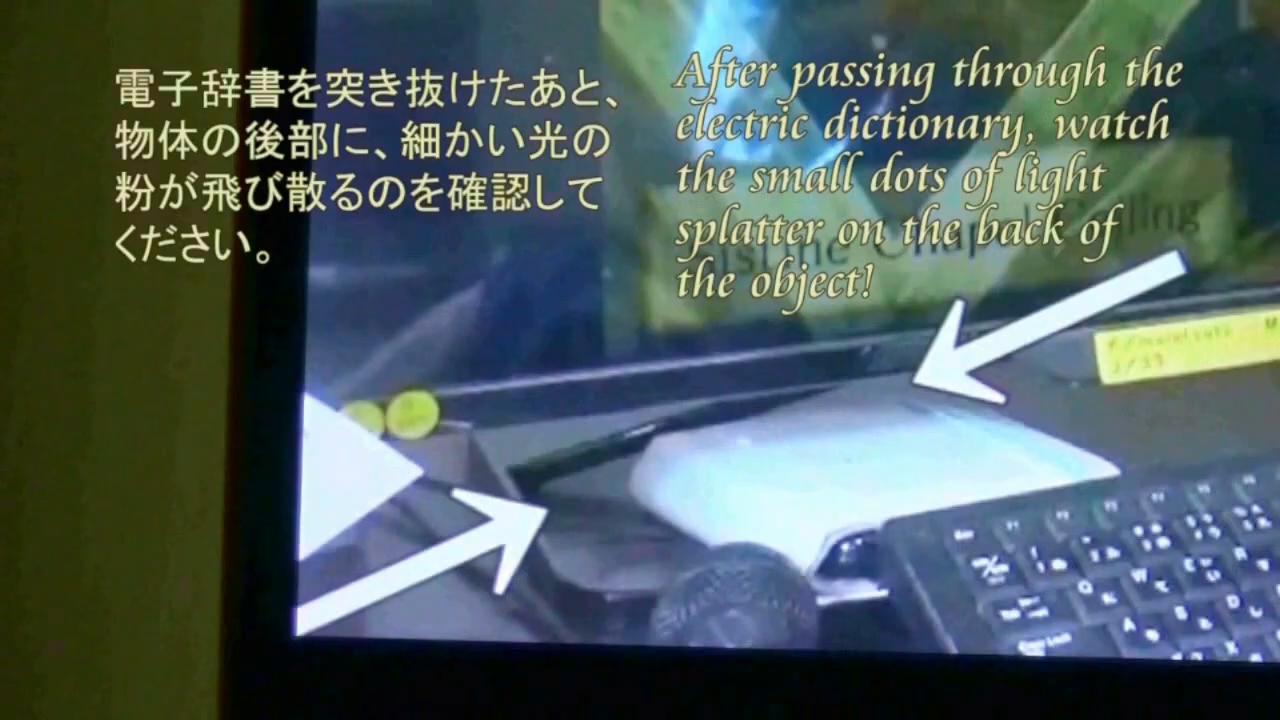 電子辞書を突き抜けたあと、
物体の後部に、細かい光の
粉が飛び散るのを確認して
ください。
After passing through the
electric dictionary, watch
the small dots of light
splatter on the back of
the object!